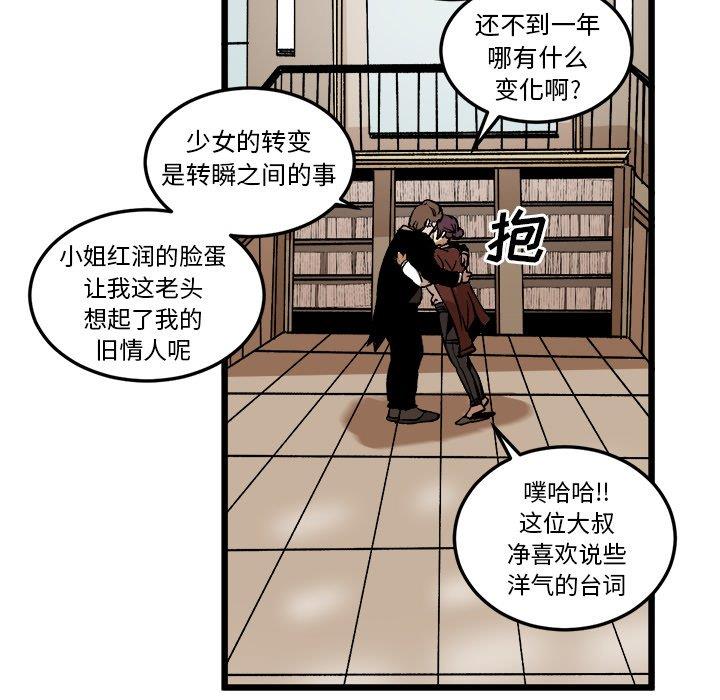 还不到一年
哪有什么
变化啊?
少女的转变
是转瞬之间的事
小姐红润的脸蛋
让我这老头
想起了我的
旧情人呢
抱
噗哈哈!!
这位大叔
净喜欢说些
洋气的台词